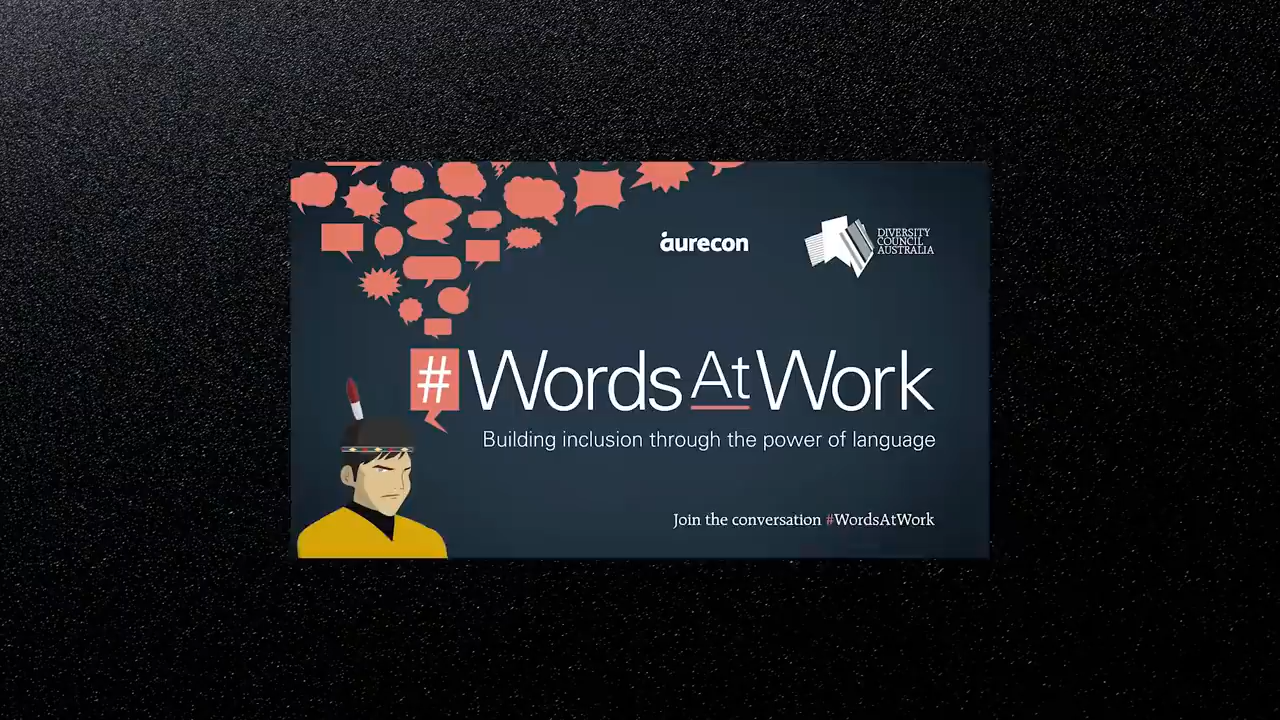 aurecon
DIVERSITY
COUNCIL
AUSTRALIA
#WordsAtWork
Building inclusion through the power of language
Join the conversation #WordsAtWork